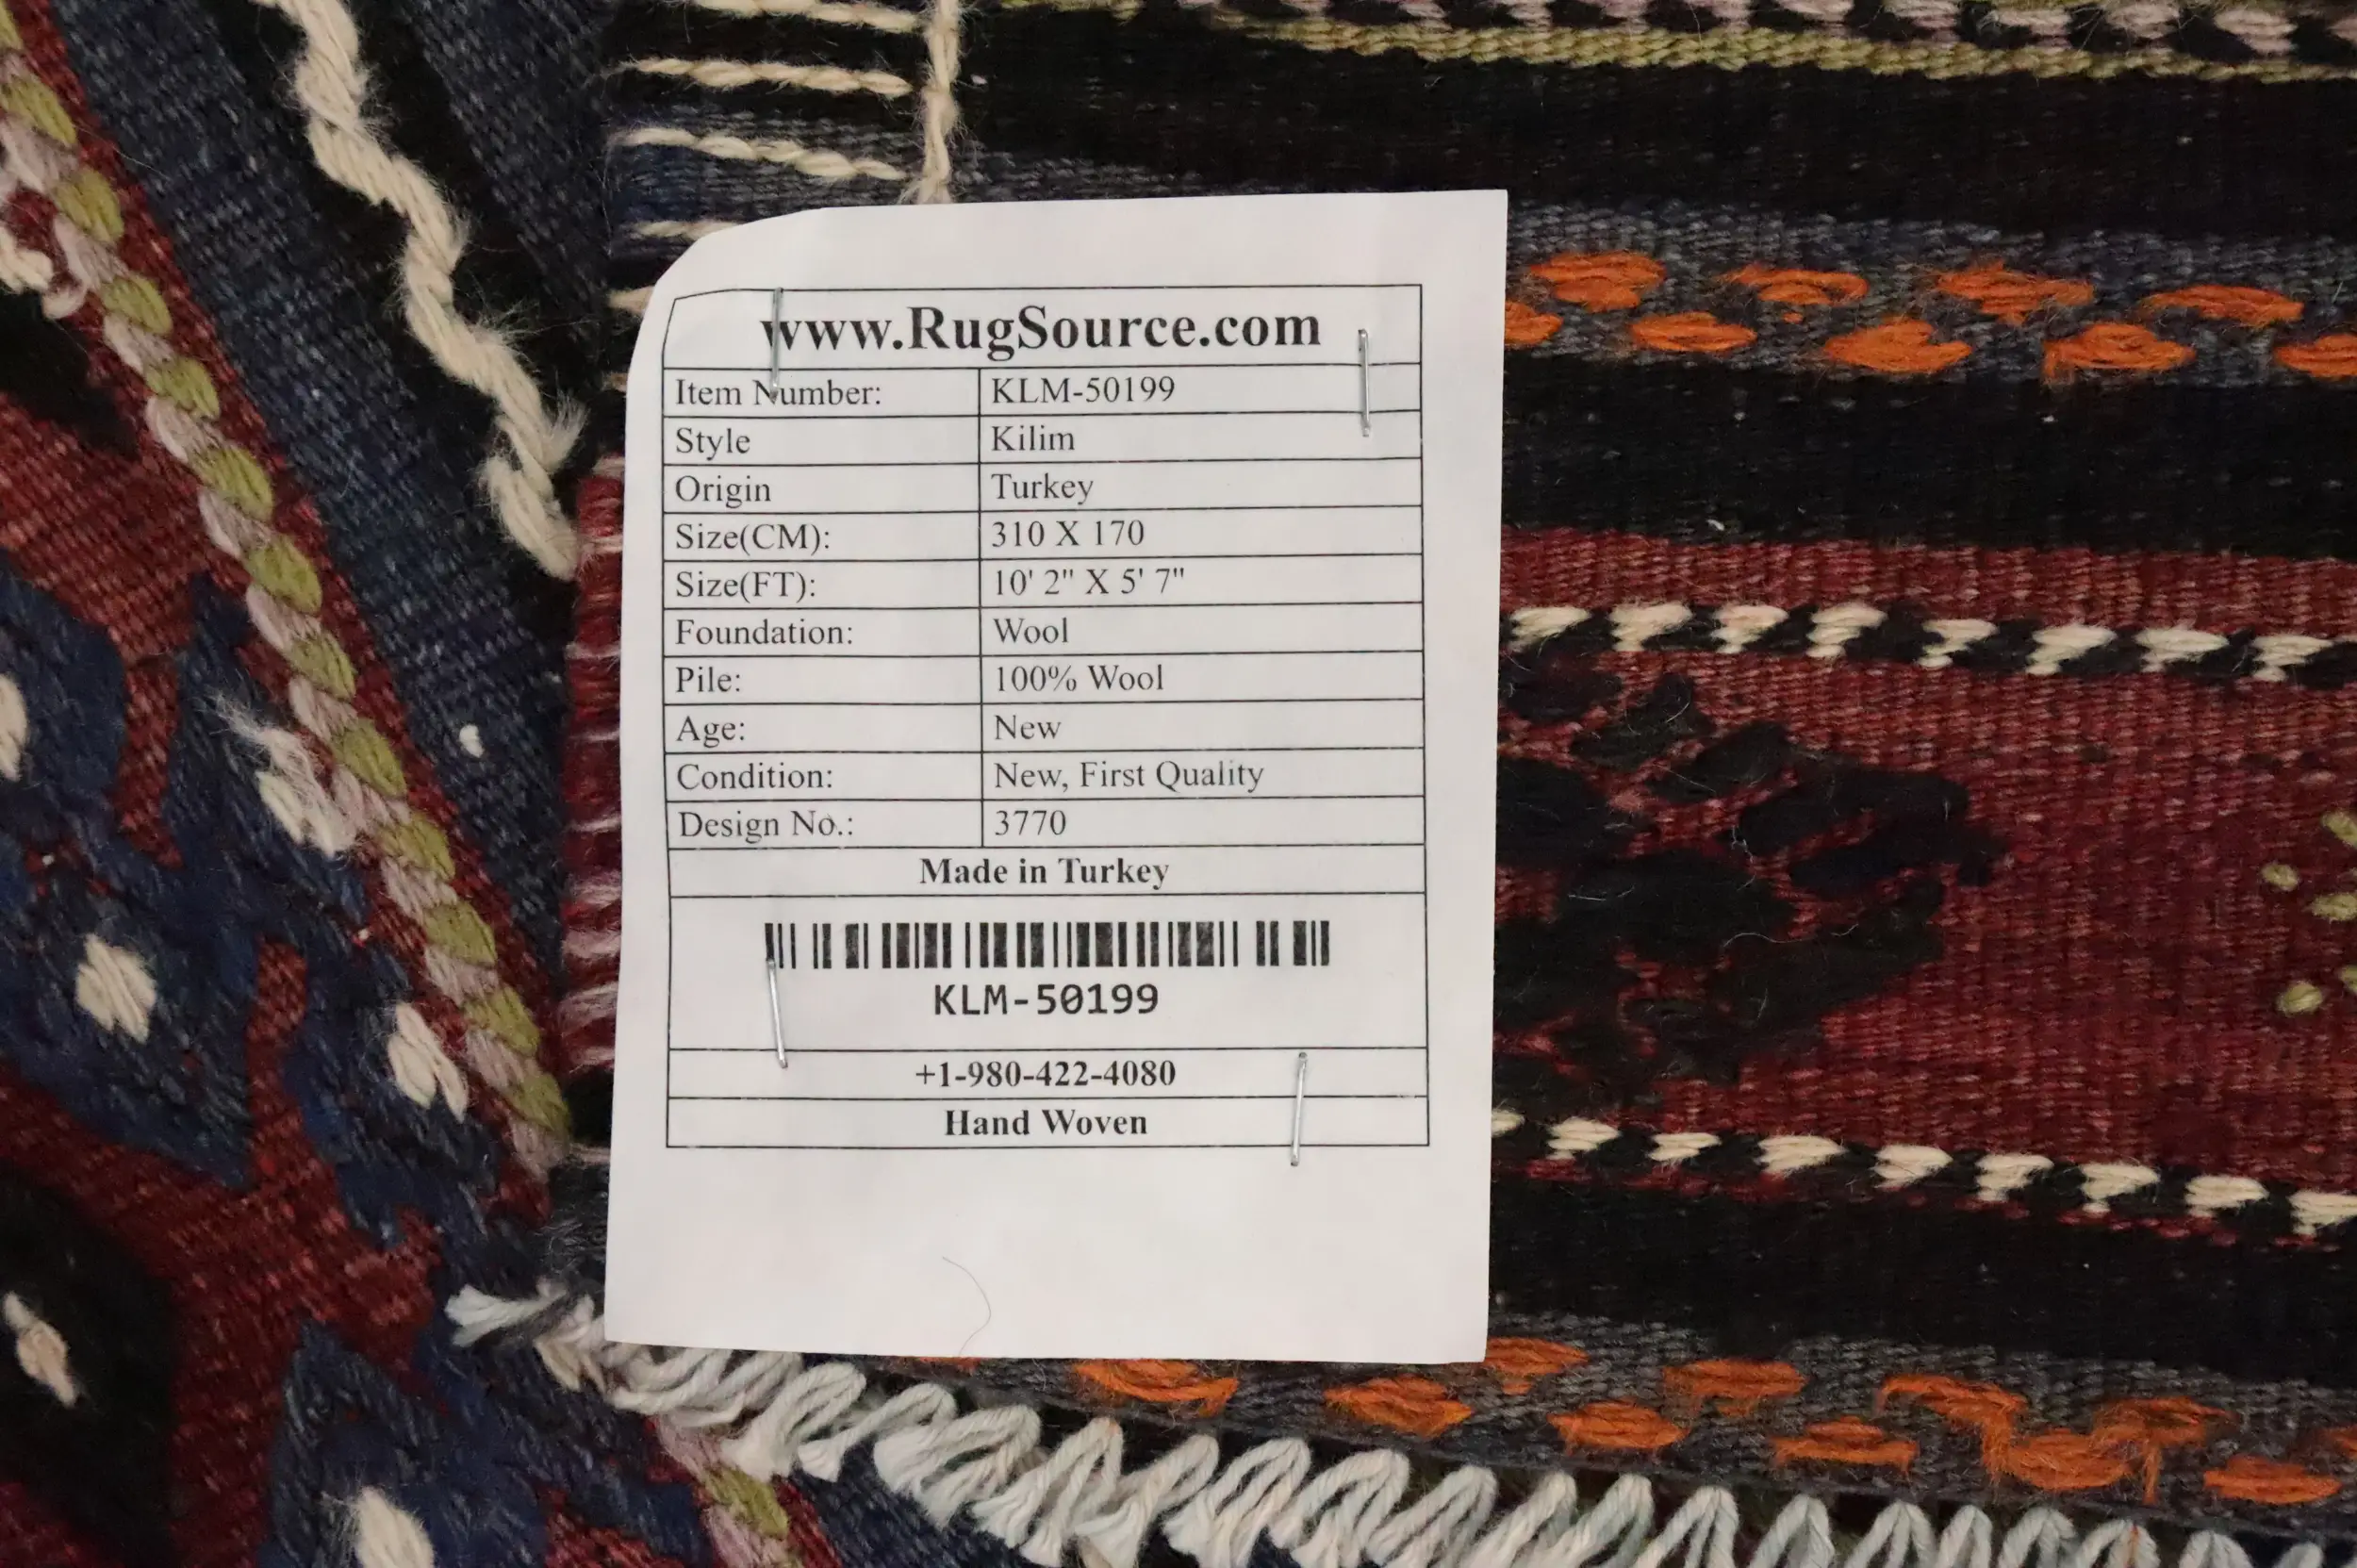 www.RugSource.com
Item Number: KLM-50199
Style Kilim
Origin Turkey
Size(CM): 310 X 170
Size(FT): 10' 2" X 5' 7"
Foundation: Wool
Pile: 100% Wool
Age: New
Condition: New, First Quality
Design No.: 3770
Made in Turkey
KLM-50199
+1-980-422-4080
Hand Woven